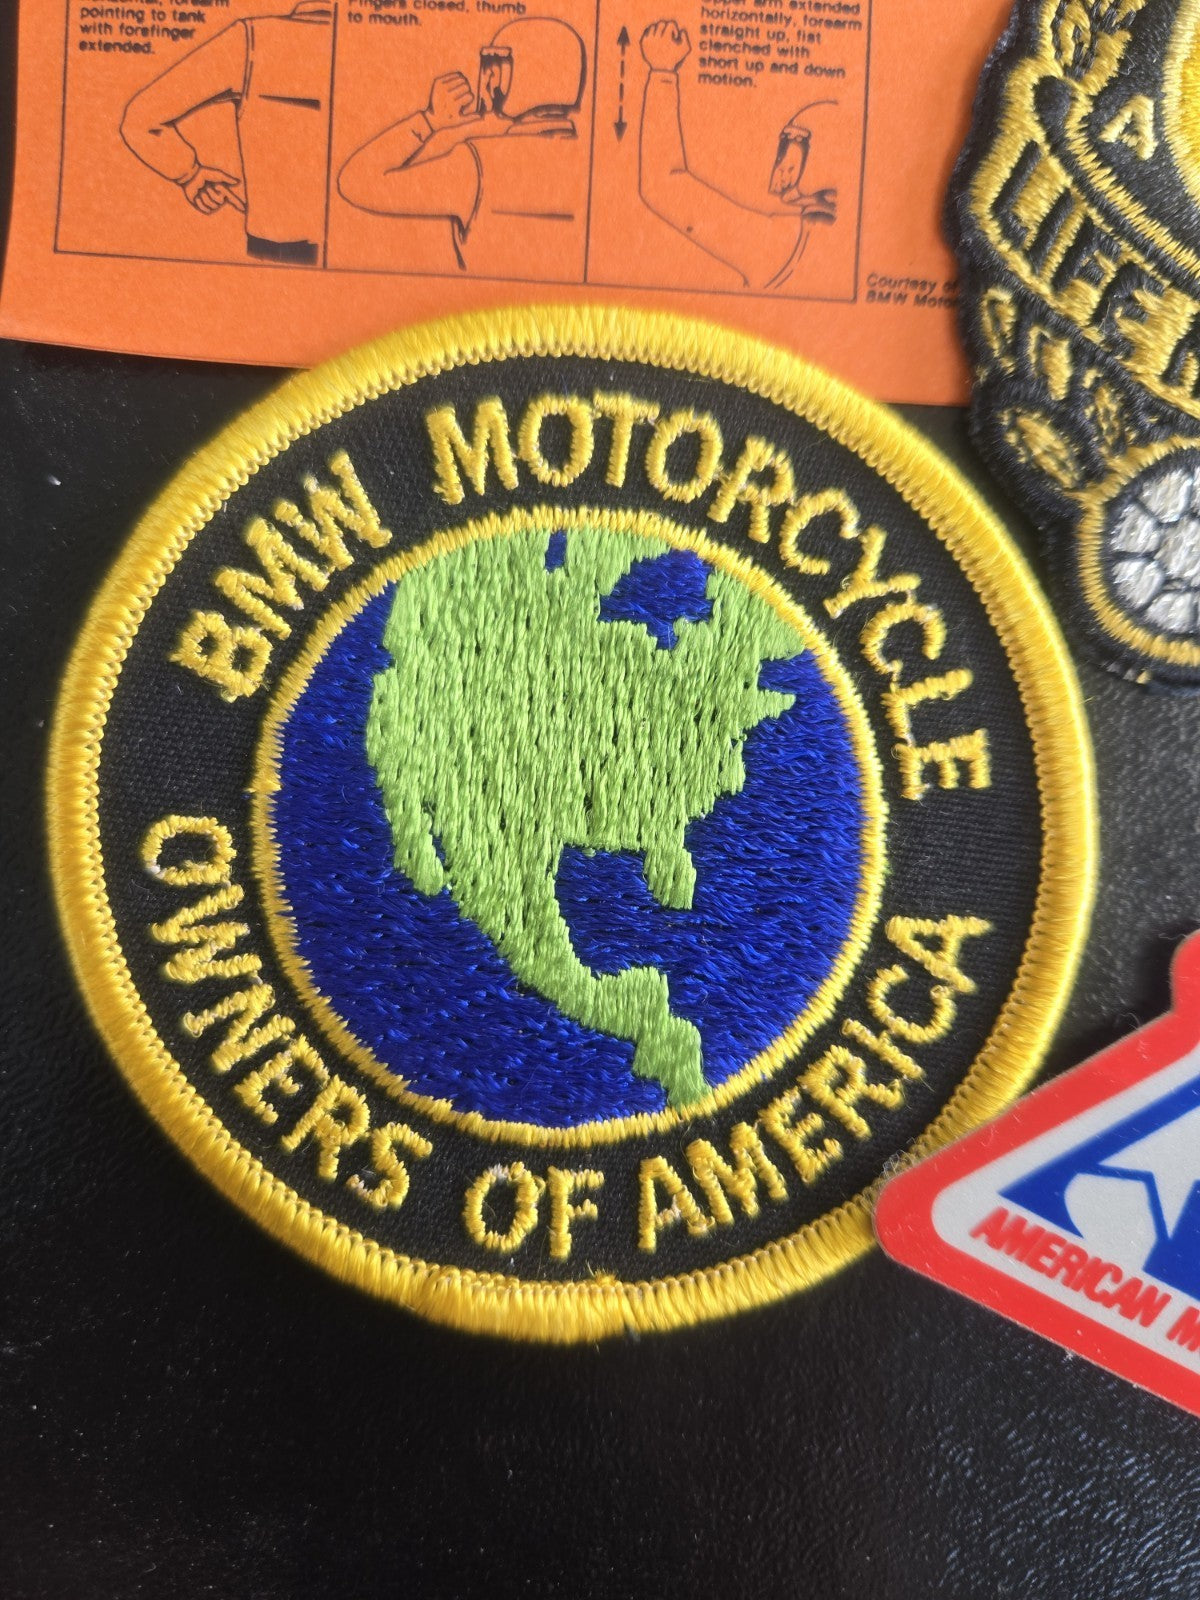 pointing to tank
with forefinger
extended.
Fingers closed, thumb
to mouth.
Upper arm extended
horizontally, forearm
straight up, fist
clenched with
short up and down
motion.
Courtesy of
BMW
BMW MOTORCYCLE
OWNERS OF AMERICA
A
LIFE
AMERICAN M